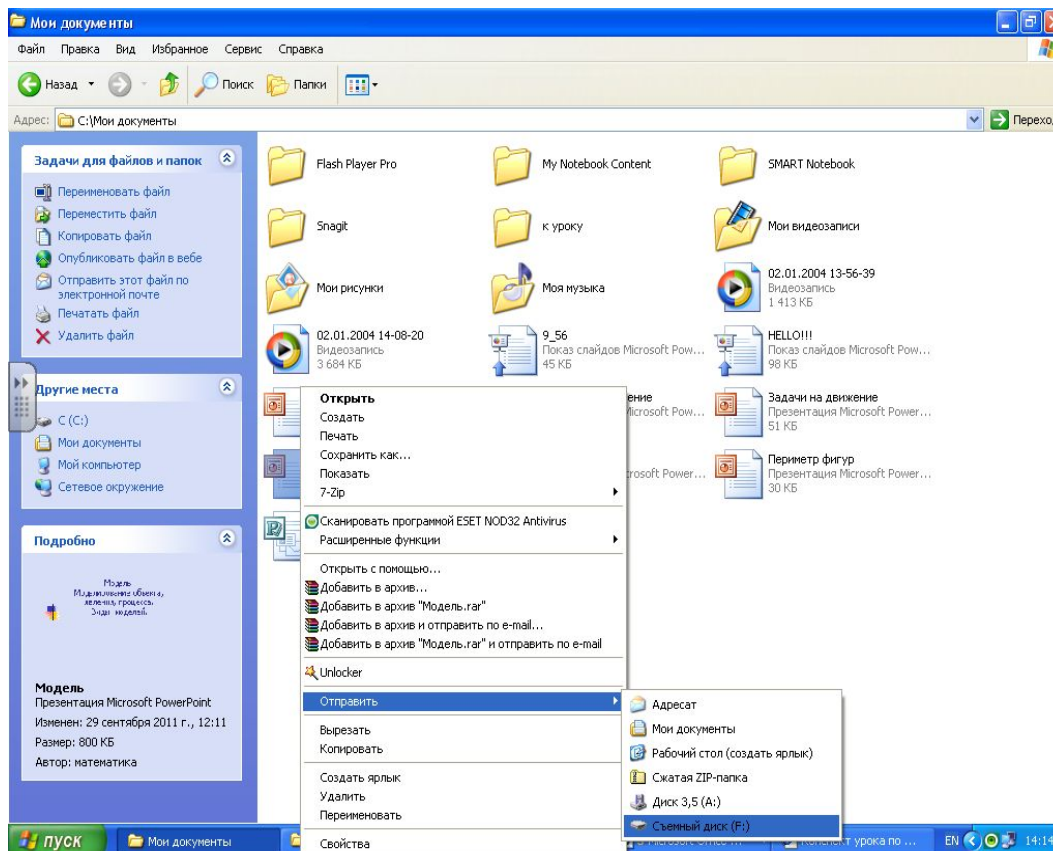 Мои документы
Файл Правка Вид Избранное Сервис Справка
Назад Поиск Папки
Адрес: C:\Мои документы
Задачи для файлов и папок
Переименовать файл
Переместить файл
Копировать файл
Опубликовать файл в вебе
Отправить этот файл по
электронной почте
Печатать файл
Удалить файл
Другие места
C (C:)
Мои документы
Мой компьютер
Сетевое окружение
Подробно
Модель
Моделирование объекта,
явления, процесса.
Виды моделей.
Модель
Презентация Microsoft PowerPoint
Изменен: 29 сентября 2011 г., 12:11
Размер: 800 КБ
Автор: математика
Flash Player Pro
My Notebook Content
SMART Notebook
Snagit
к уроку
Мои видеозаписи
Мои рисунки
Моя музыка
02.01.2004 13-56-39
Видеозапись
1 413 КБ
02.01.2004 14-08-20
Видеозапись
3 684 КБ
9_56
Показ слайдов Microsoft Pow...
45 КБ
HELLO!!!
Показ слайдов Microsoft Pow...
98 КБ
Задачи на движение
Презентация Microsoft Power...
51 КБ
Периметр фигур
Презентация Microsoft Power...
30 КБ
Открыть
Создать
Печать
Сохранить как...
Показать
7-Zip
Сканировать программой ESET NOD32 Antivirus
Расширенные функции
Открыть с помощью...
Добавить в архив...
Добавить в архив "Модель.rar"
Добавить в архив и отправить по e-mail...
Добавить в архив "Модель.rar" и отправить по e-mail
Unlocker
Отправить
Вырезать
Копировать
Создать ярлык
Удалить
Переименовать
Свойства
Адресат
Мои документы
Рабочий стол (создать ярлык)
Сжатая ZIP-папка
Диск 3,5 (A:)
Съемный диск (F:)
пуск
Мои документы
урока по ...
EN
14:14